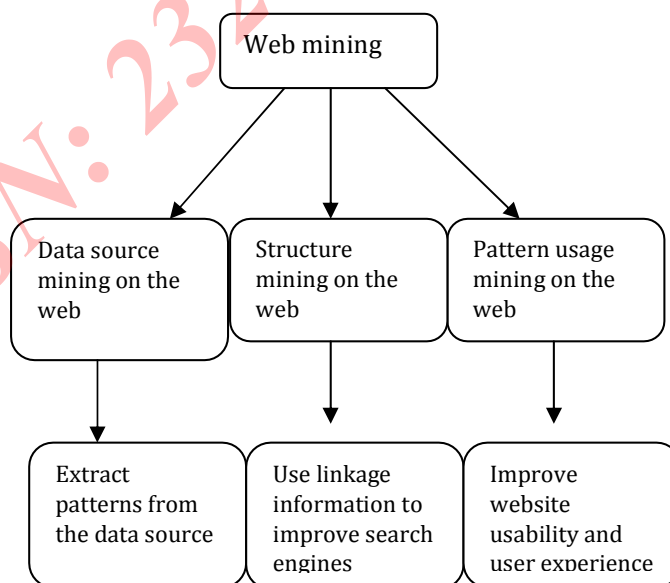 Web mining
Data source
mining on the
web
Structure
mining on the
web
Pattern usage
mining on the
web
Extract
patterns from
the data source
Use linkage
information to
improve search
engines
Improve
website
usability and
user experience
N: 232